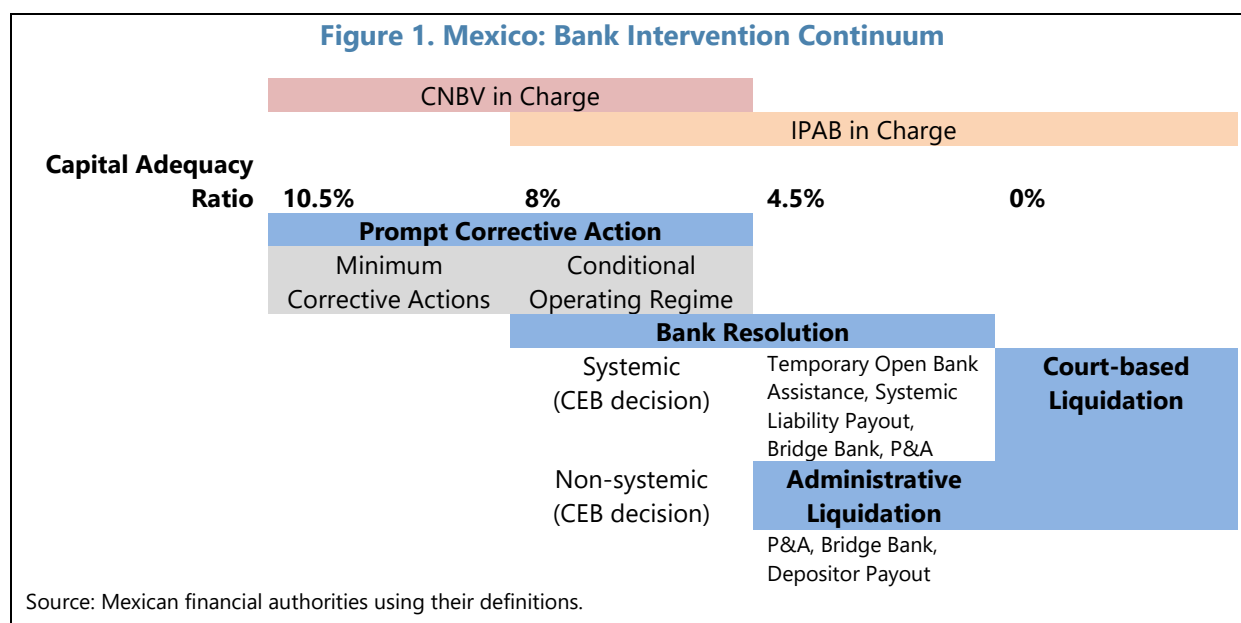 Figure 1. Mexico: Bank Intervention Continuum
CNBV in Charge
IPAB in Charge
Capital Adequacy
Ratio 10.5% 8% 4.5% 0%
Prompt Corrective Action
Minimum Conditional
Corrective Actions Operating Regime
Bank Resolution
Systemic
(CEB decision)
Temporary Open Bank
Assistance, Systemic
Liability Payout,
Bridge Bank, P&A
Court-based
Liquidation
Non-systemic
(CEB decision)
Administrative
Liquidation
P&A, Bridge Bank,
Depositor Payout
Source: Mexican financial authorities using their definitions.